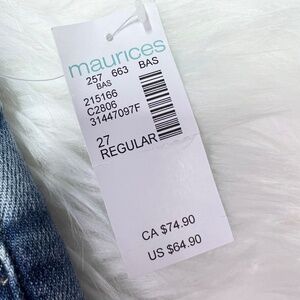 maurices
257 663 BAS
BAS
215166
C2806
31447097F
27
REGULAR
CA $74.90
US $64.90